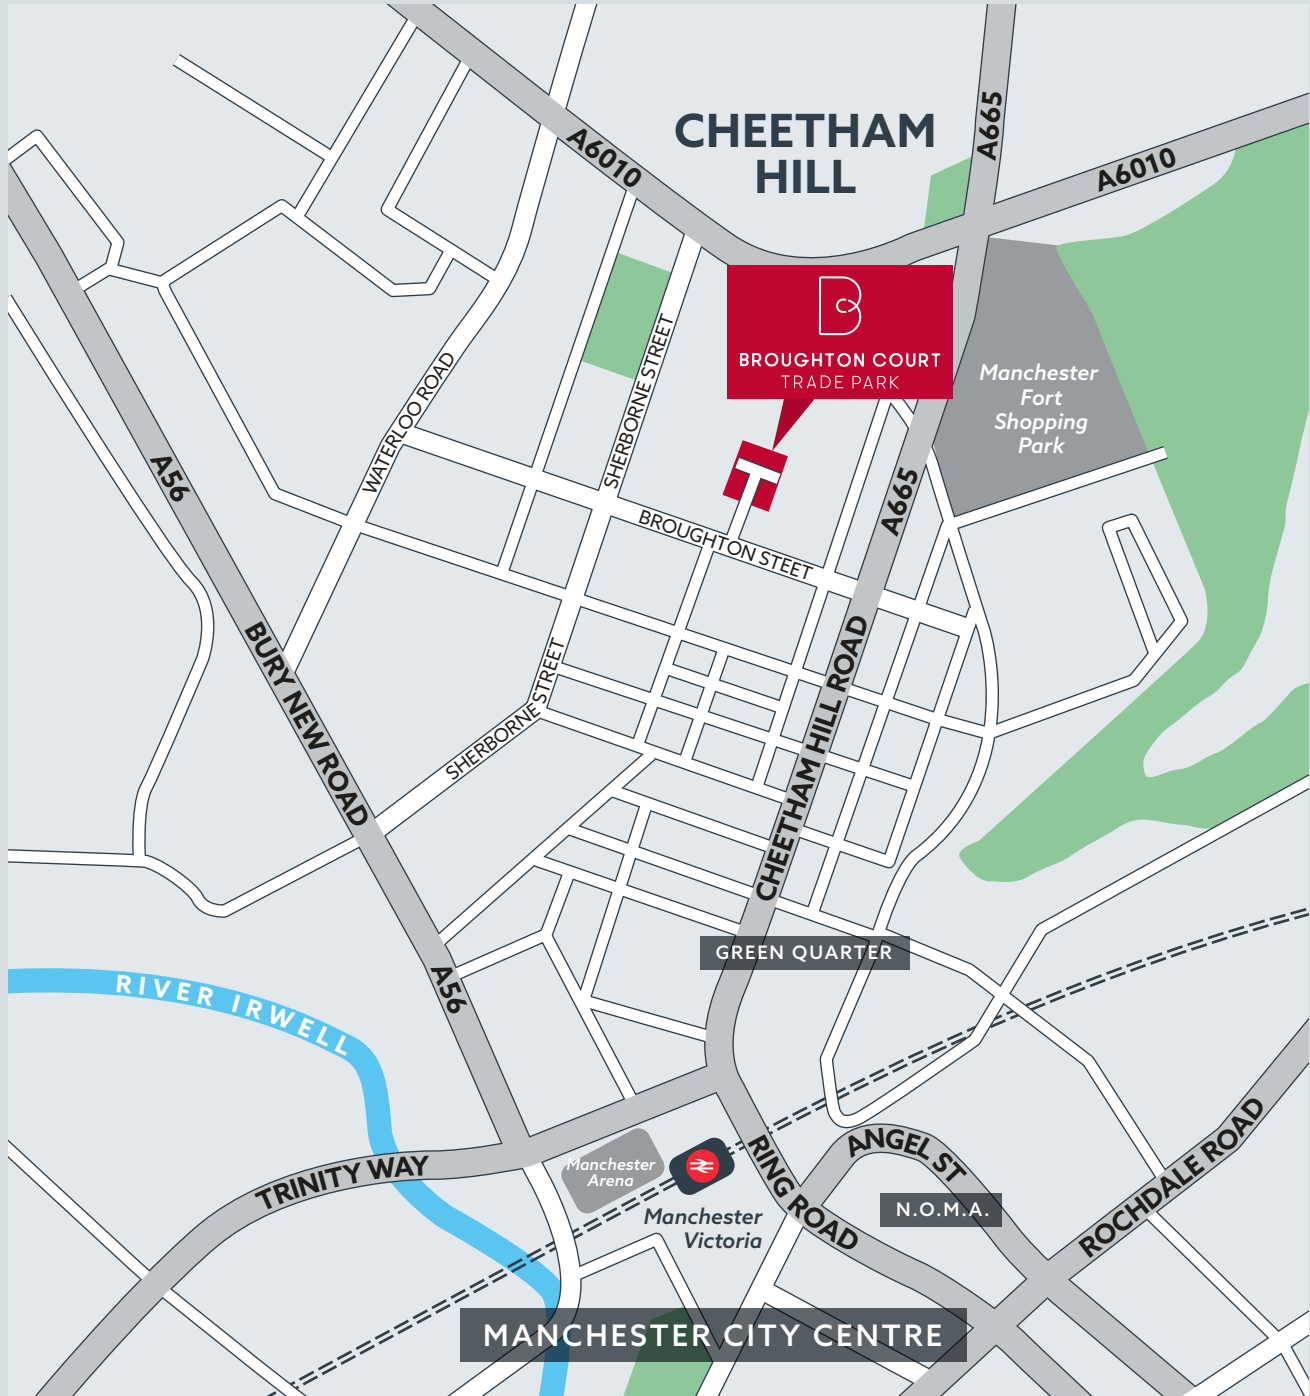 CHEETHAM
HILL
A665
A6010
A6010
BC
BROUGHTON COURT
TRADE PARK
Manchester
Fort
Shopping
Park
SHERBORNE STREET
WATERLOO ROAD
A56
A665
BROUGHTON STEET
BURY NEW ROAD
SHERBORNE STREET
CHEETHAM HILL ROAD
GREEN QUARTER
A56
RIVER IRWELL
TRINITY WAY
Manchester
Arena
Manchester
Victoria
RING ROAD
ANGEL ST
N.O.M.A.
ROCHDALE ROAD
MANCHESTER CITY CENTRE